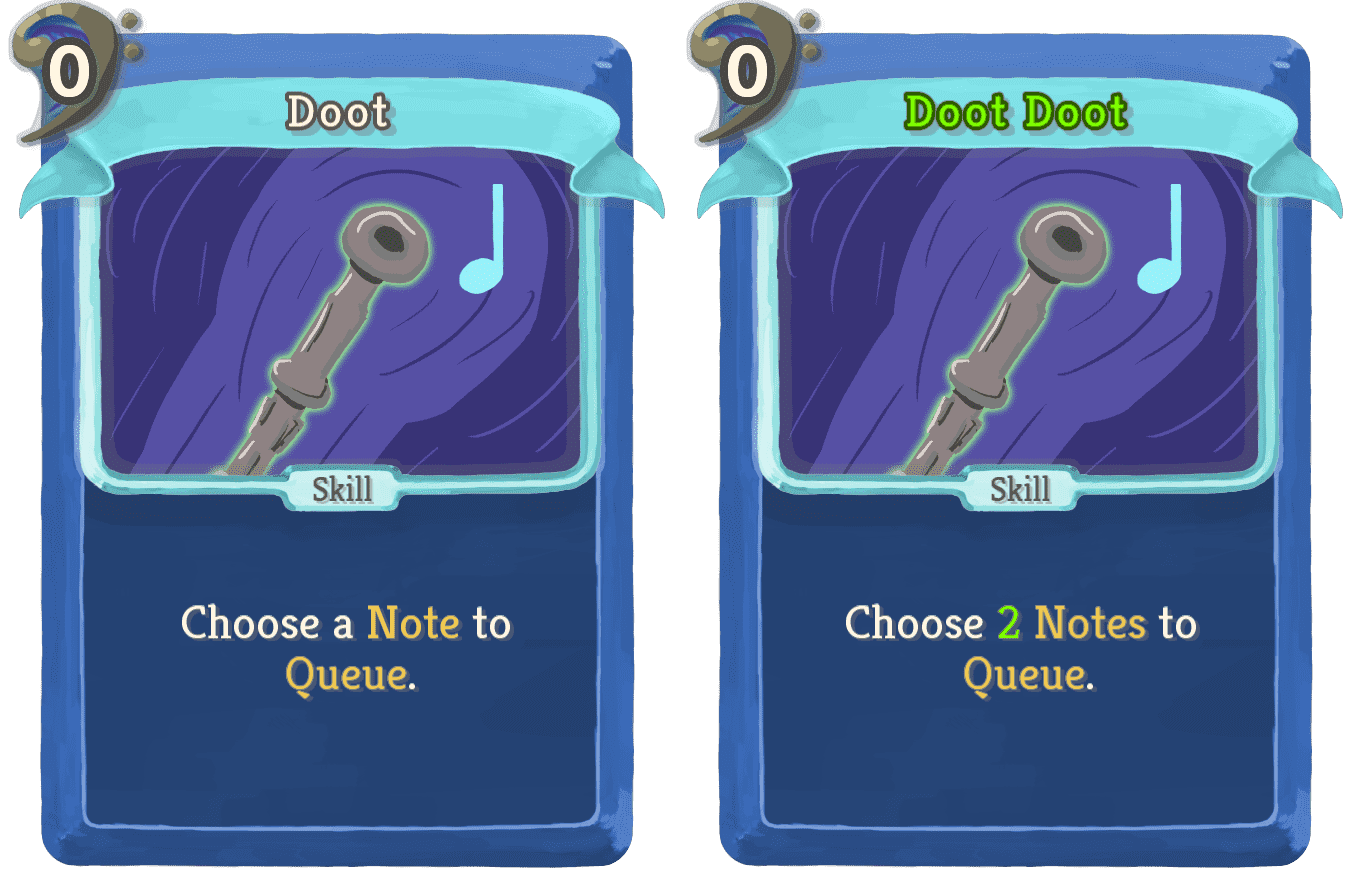 0
Doot
Skill
Choose a Note to
Queue.
0
Doot Doot
Skill
Choose 2 Notes to
Queue.